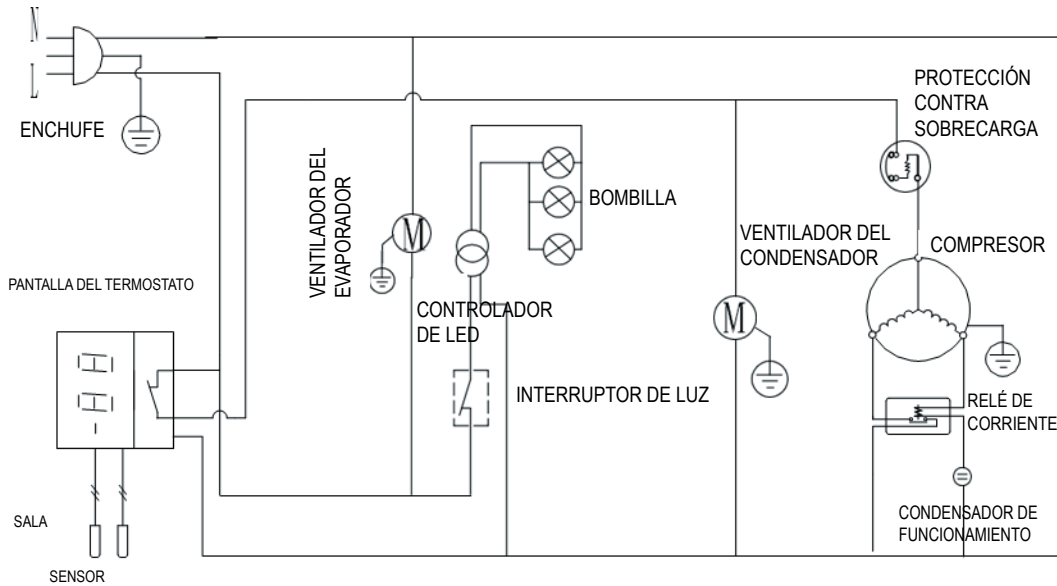 N
L
ENCHUFE
PROTECCIÓN
CONTRA
SOBRECARGA
VENTILADOR DEL
EVAPORADOR
M
BOMBILLA
VENTILADOR DEL
CONDENSADOR
COMPRESOR
PANTALLA DEL TERMOSTATO
CONTROLADOR
DE LED
M
INTERRUPTOR DE LUZ
RELÉ DE
CORRIENTE
CONDENSADOR DE
FUNCIONAMIENTO
SALA
SENSOR